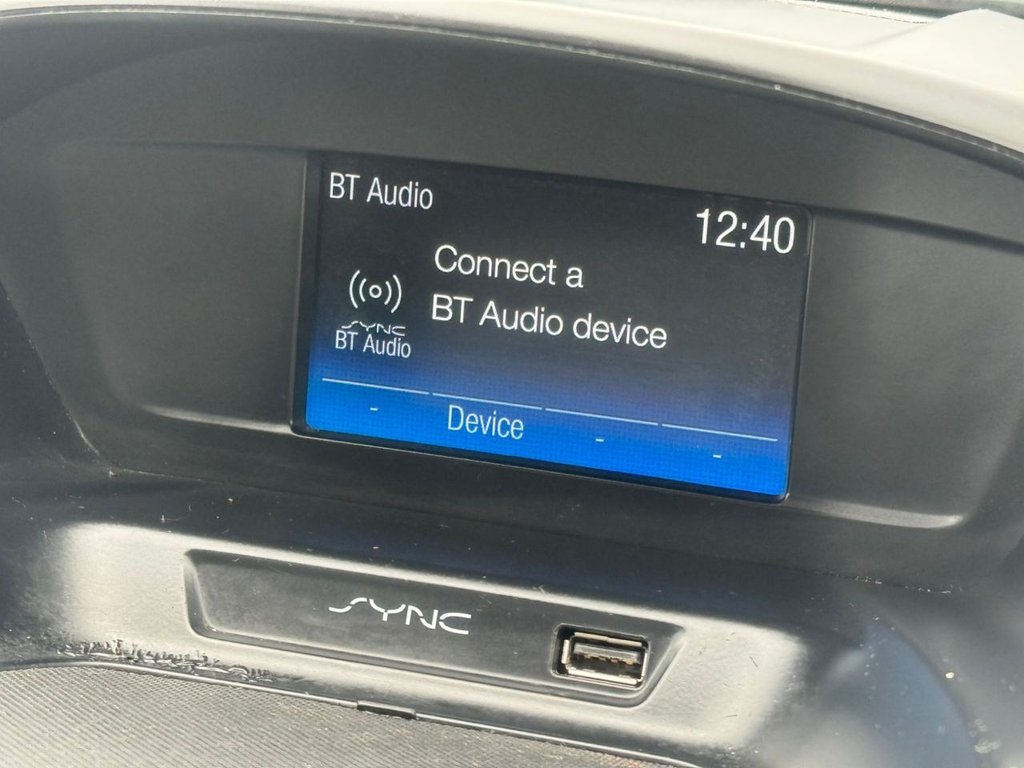 BT Audio
12:40
Connect a
BT Audio device
SYNC
BT Audio
- Device - -
SYNC